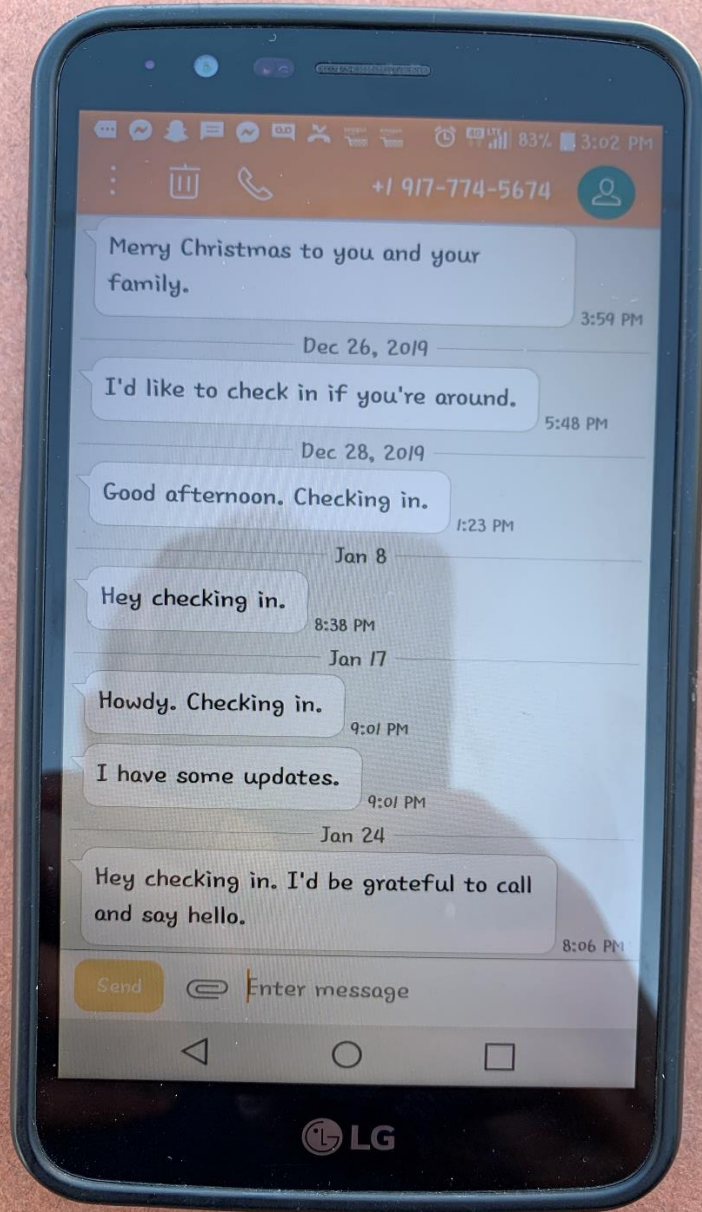 83% 3:02 PM
+1 917-774-5674
Merry Christmas to you and your
family.
3:59 PM
Dec 26, 2019
I'd like to check in if you're around.
5:48 PM
Dec 28, 2019
Good afternoon. Checking in.
1:23 PM
Jan 8
Hey checking in.
8:38 PM
Jan 17
Howdy. Checking in.
9:01 PM
I have some updates.
9:01 PM
Jan 24
Hey checking in. I'd be grateful to call
and say hello.
8:06 PM
Send
Enter message
LG